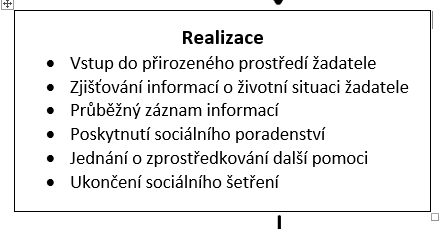 Realizace
• Vstup do přirozeného prostředí žadatele
• Zjišťování informací o životní situaci žadatele
• Průběžný záznam informací
• Poskytnutí sociálního poradenství
• Jednání o zprostředkování další pomoci
• Ukončení sociálního šetření